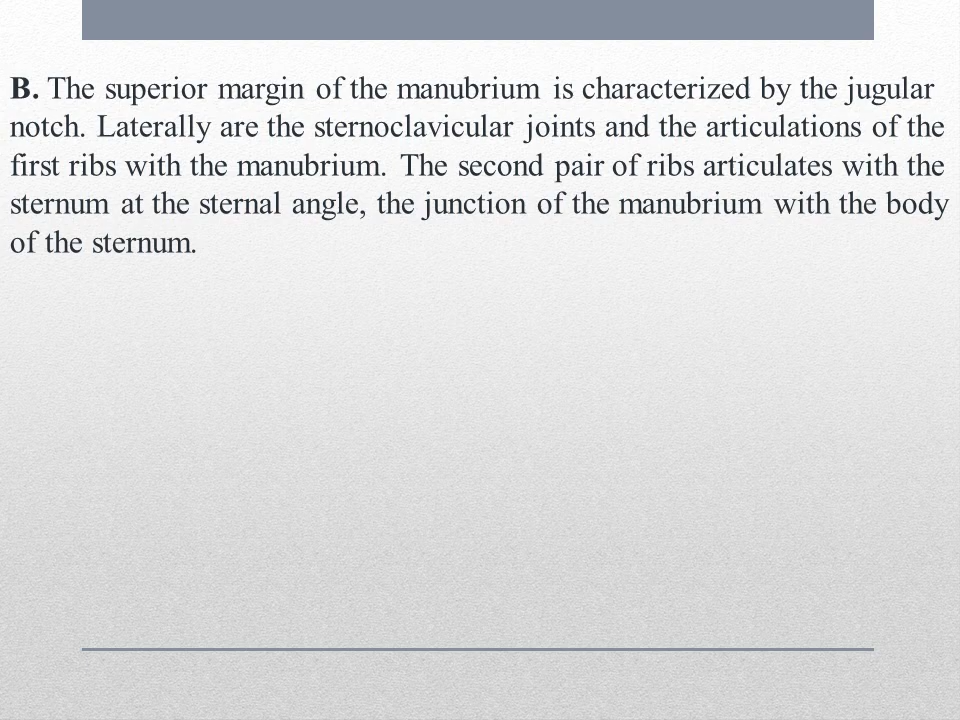 B. The superior margin of the manubrium is characterized by the jugular
notch. Laterally are the sternoclavicular joints and the articulations of the
first ribs with the manubrium. The second pair of ribs articulates with the
sternum at the sternal angle, the junction of the manubrium with the body
of the sternum.